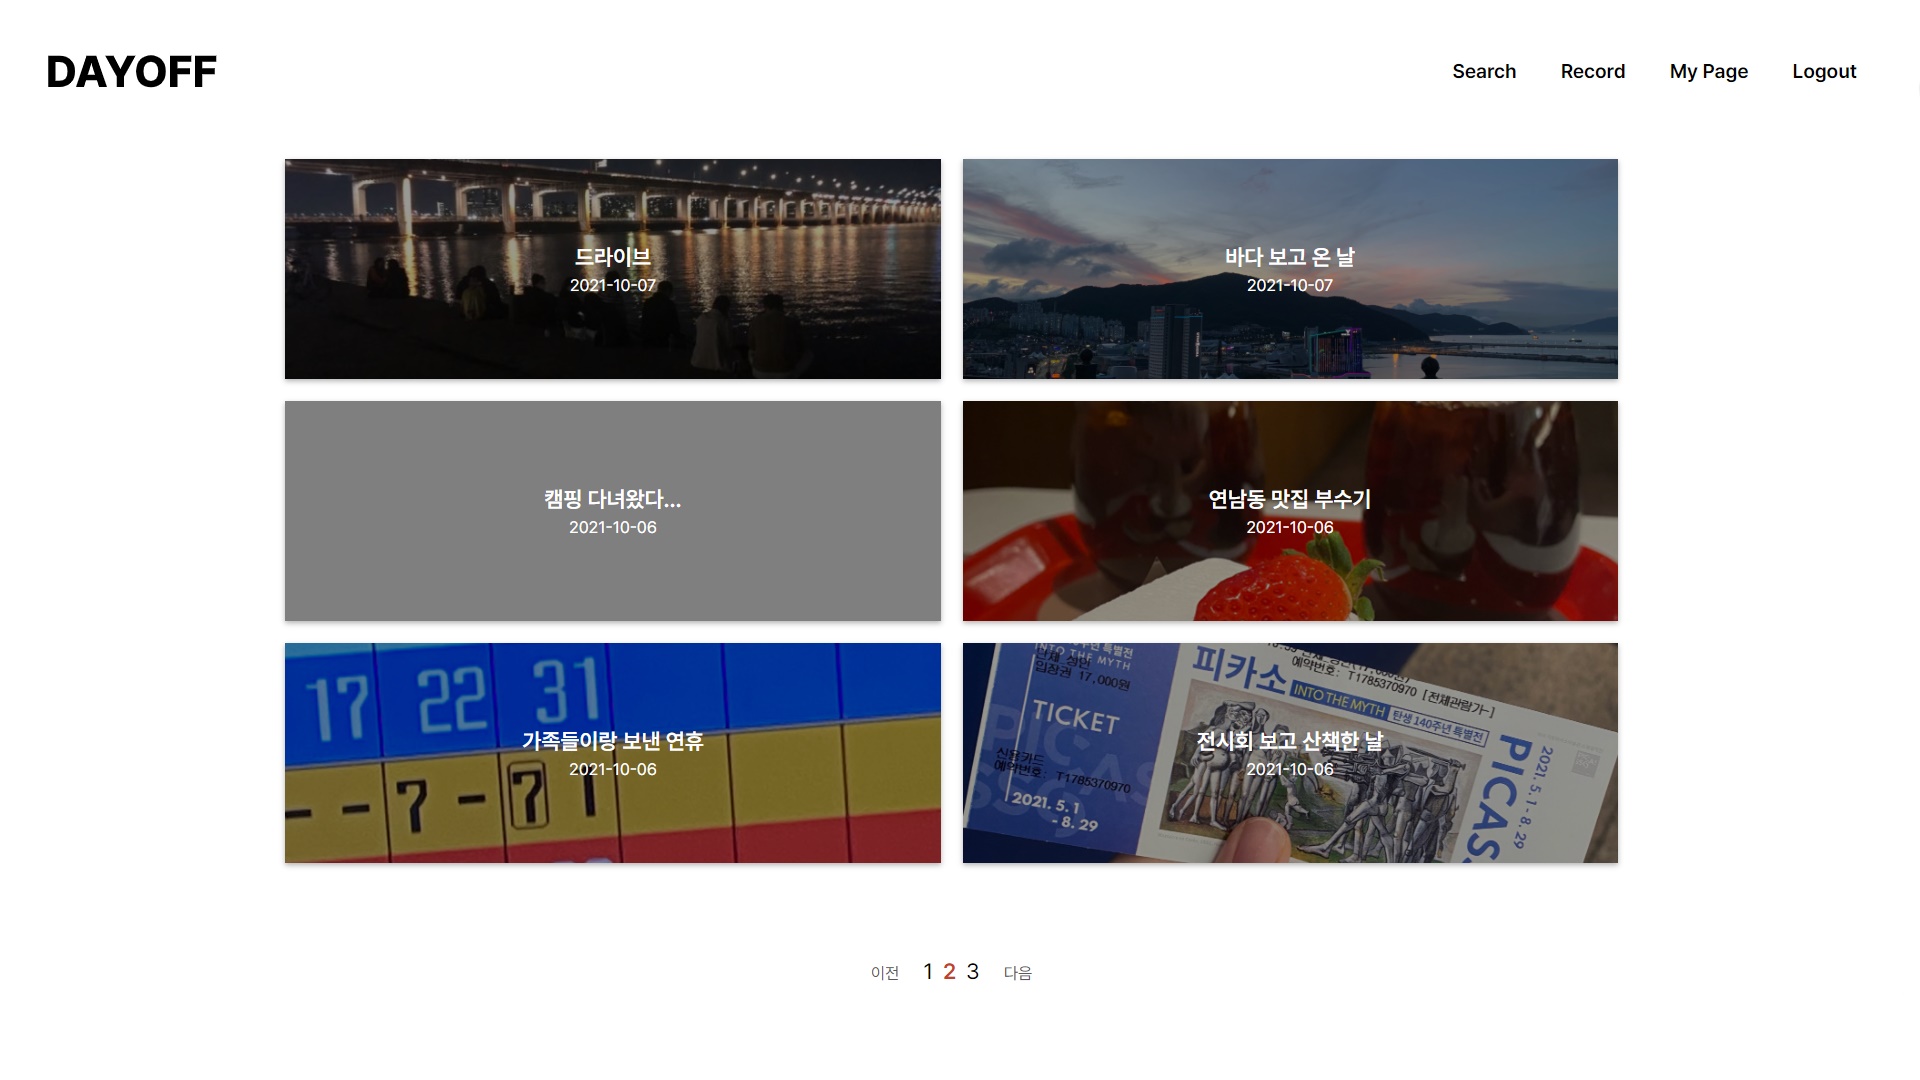 DAYOFF
Search Record My Page Logout
드라이브
2021-10-07
바다 보고 온 날
2021-10-07
캠핑 다녀왔다...
2021-10-06
연남동 맛집 부수기
2021-10-06
17 22 31
가족들이랑 보낸 연휴
2021-10-06
--7-71
INTO THE MYTH
입장권 17,000원
TICKET
신용카드
예약번호: T1785370970
2021. 5. 1
- 8. 29
예약번호: T1785370970 [전체관람가-]
피카소 INTO THE MYTH 탄생 140주년 특별전
전시회 보고 산책한 날
2021-10-06
PICAS
2021. 5. 1 - 8. 29
이전 1 2 3 다음